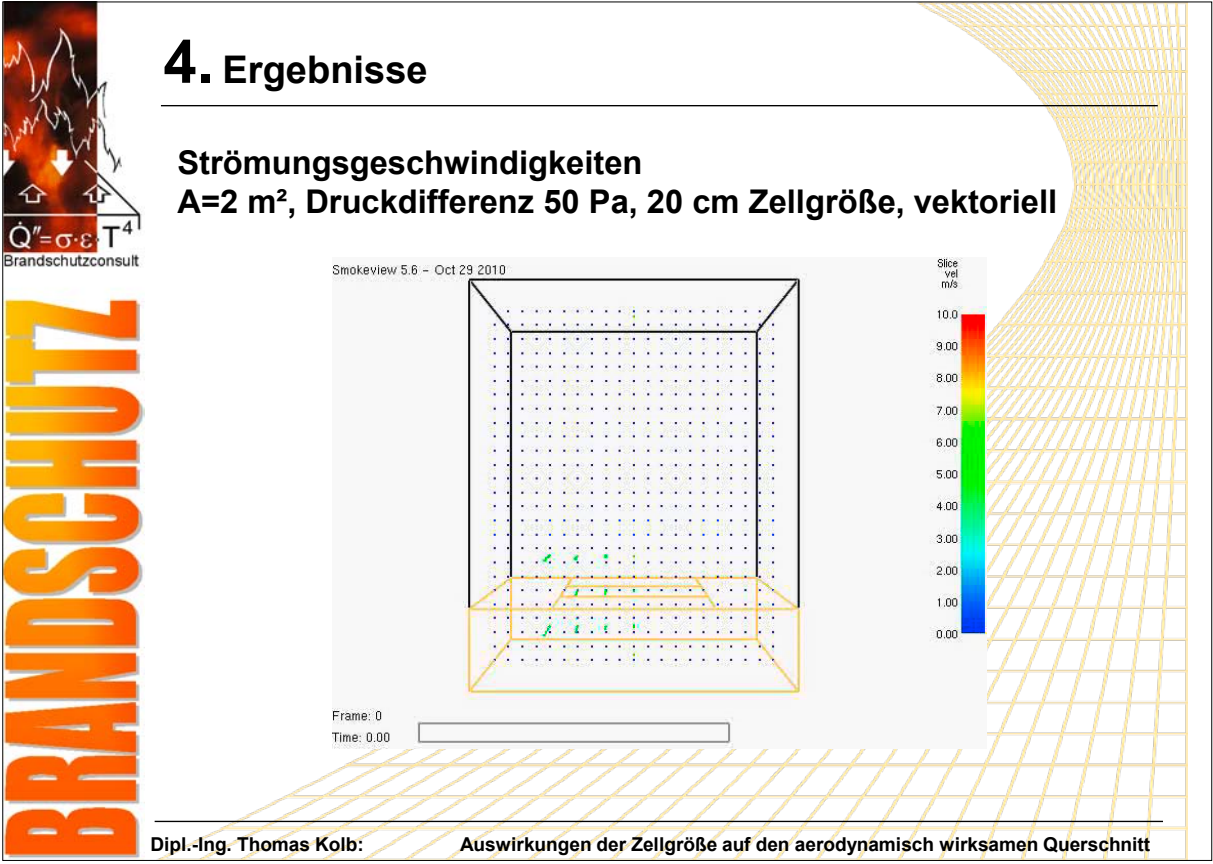 4. Ergebnisse
Strömungsgeschwindigkeiten
A=2 m², Druckdifferenz 50 Pa, 20 cm Zellgröße, vektoriell
Q̇″=σ·ε·T⁴
Brandschutzconsult
BRANDSCHUTZ
Smokeview 5.6 – Oct 29 2010
Slice
vel
m/s
10.0
9.00
8.00
7.00
6.00
5.00
4.00
3.00
2.00
1.00
0.00
Frame: 0
Time: 0.00
Dipl.-Ing. Thomas Kolb: Auswirkungen der Zellgröße auf den aerodynamisch wirksamen Querschnitt